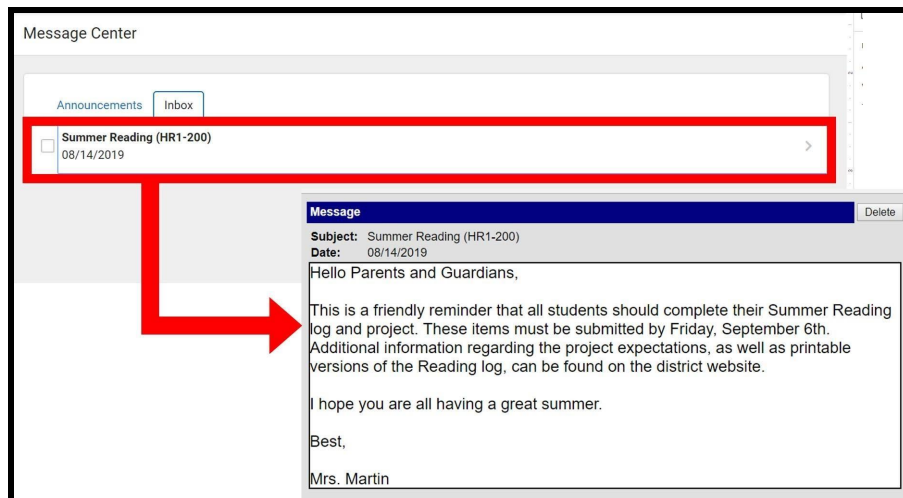 Message Center
Announcements Inbox
Summer Reading (HR1-200)
08/14/2019
Message Delete
Subject: Summer Reading (HR1-200)
Date: 08/14/2019
Hello Parents and Guardians,
This is a friendly reminder that all students should complete their Summer Reading
log and project. These items must be submitted by Friday, September 6th.
Additional information regarding the project expectations, as well as printable
versions of the Reading log, can be found on the district website.
I hope you are all having a great summer.
Best,
Mrs. Martin